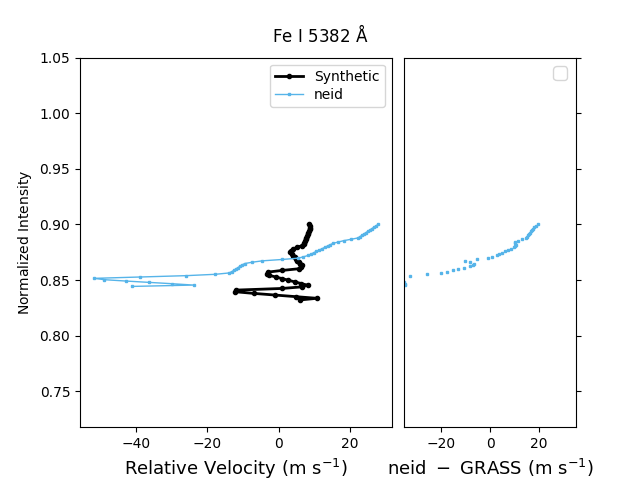 Fe I 5382 Å
1.05
1.00
0.95
0.90
0.85
0.80
0.75
Normalized Intensity
Synthetic
neid
−40 −20 0 20
−20 0 20
Relative Velocity (m s⁻¹)
neid − GRASS (m s⁻¹)